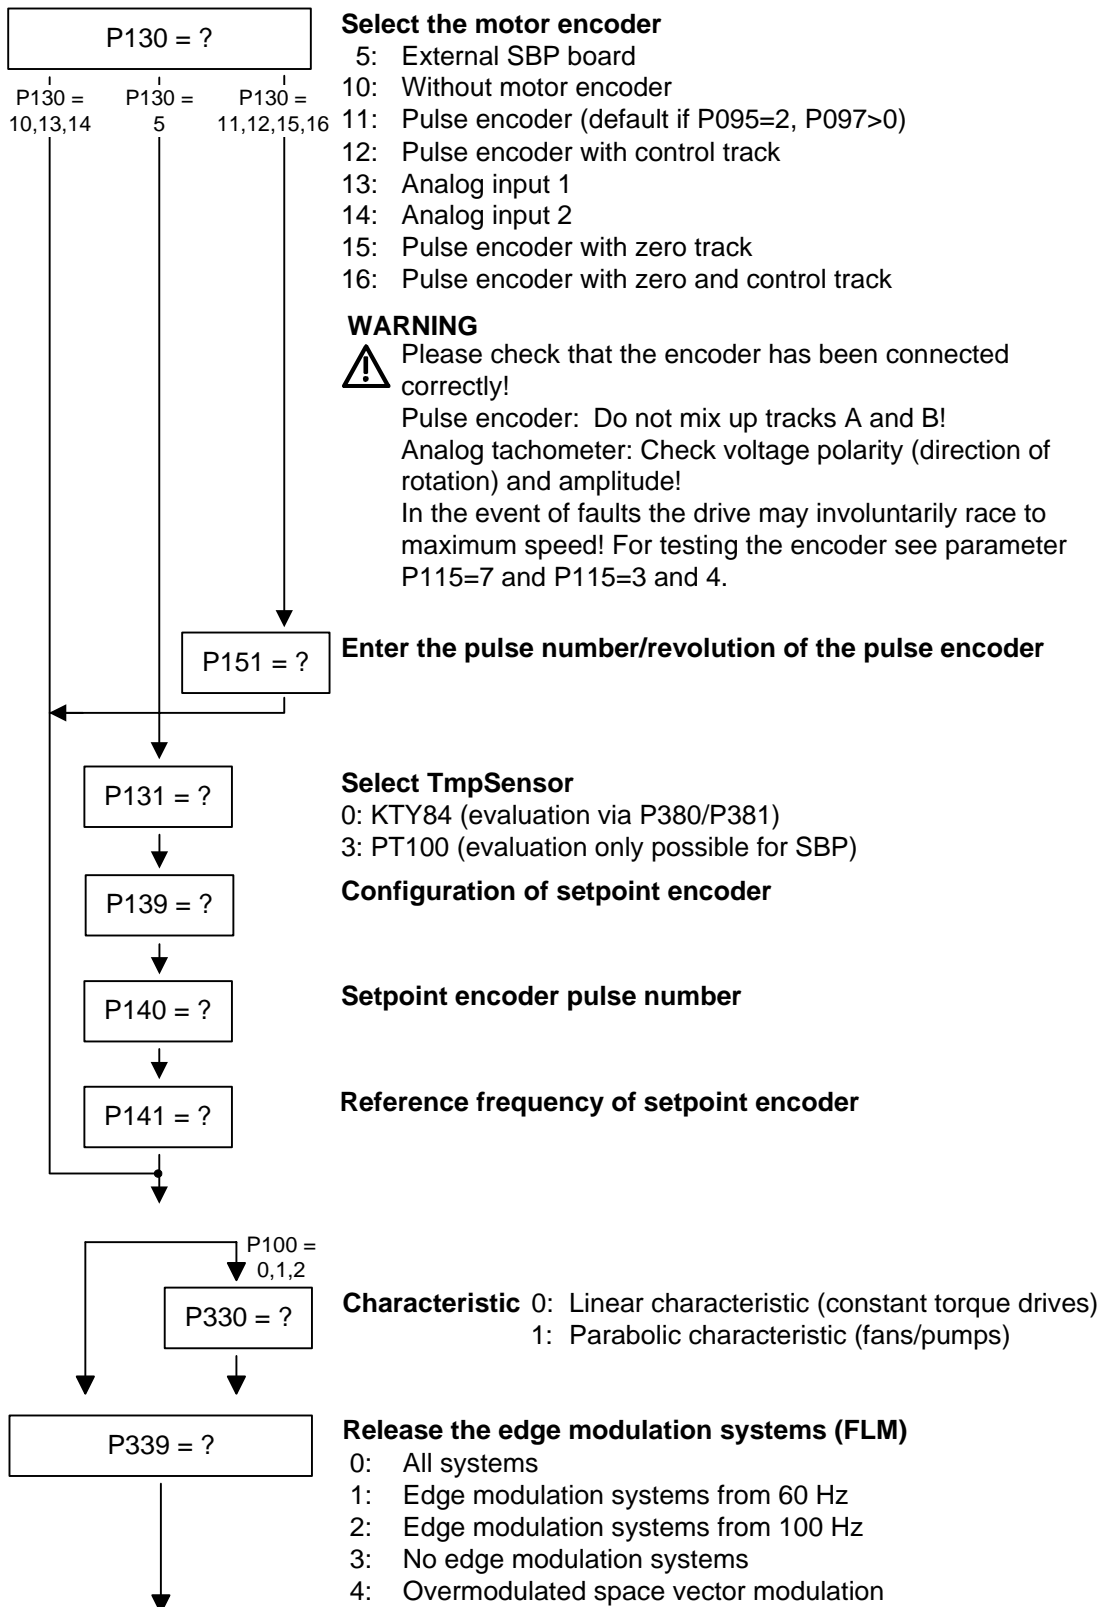 P130 = ?
P130 =
10,13,14
P130 =
5
P130 =
11,12,15,16
Select the motor encoder
5: External SBP board
10: Without motor encoder
11: Pulse encoder (default if P095=2, P097>0)
12: Pulse encoder with control track
13: Analog input 1
14: Analog input 2
15: Pulse encoder with zero track
16: Pulse encoder with zero and control track
WARNING
Please check that the encoder has been connected
correctly!
Pulse encoder: Do not mix up tracks A and B!
Analog tachometer: Check voltage polarity (direction of
rotation) and amplitude!
In the event of faults the drive may involuntarily race to
maximum speed! For testing the encoder see parameter
P115=7 and P115=3 and 4.
P151 = ?
Enter the pulse number/revolution of the pulse encoder
P131 = ?
Select TmpSensor
0: KTY84 (evaluation via P380/P381)
3: PT100 (evaluation only possible for SBP)
P139 = ?
Configuration of setpoint encoder
P140 = ?
Setpoint encoder pulse number
P141 = ?
Reference frequency of setpoint encoder
P100 =
0,1,2
P330 = ?
Characteristic 0: Linear characteristic (constant torque drives)
1: Parabolic characteristic (fans/pumps)
P339 = ?
Release the edge modulation systems (FLM)
0: All systems
1: Edge modulation systems from 60 Hz
2: Edge modulation systems from 100 Hz
3: No edge modulation systems
4: Overmodulated space vector modulation